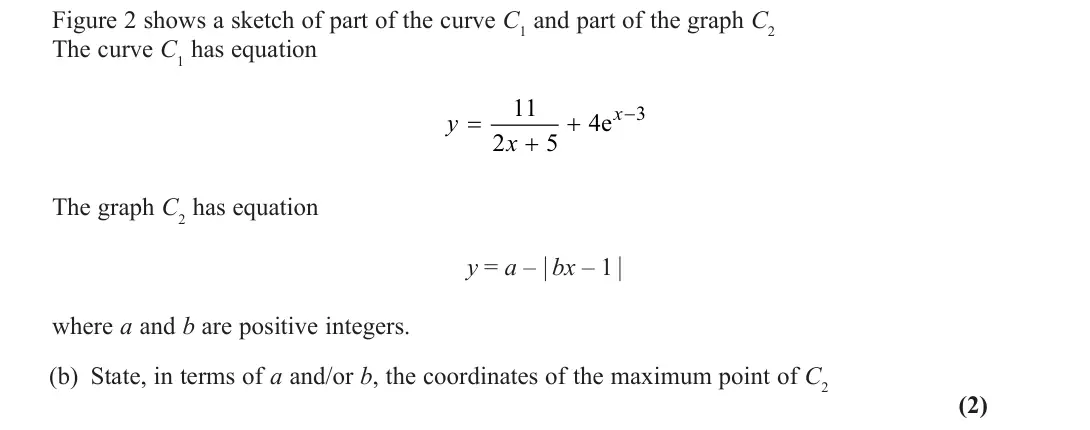 Figure 2 shows a sketch of part of the curve C₁ and part of the graph C₂
The curve C₁ has equation
y = 11/(2x + 5) + 4eˣ⁻³
The graph C₂ has equation
y = a – | bx – 1 |
where a and b are positive integers.
(b) State, in terms of a and/or b, the coordinates of the maximum point of C₂
(2)